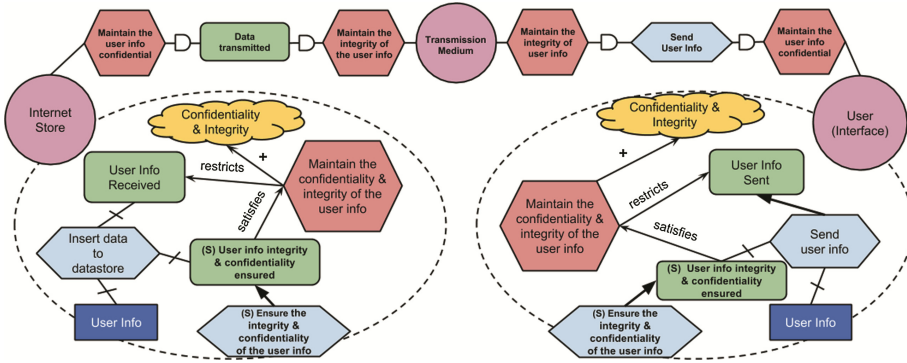 Maintain the
user info
confidential
Data
transmitted
Maintain the
integrity of
the user info
Transmission
Medium
Maintain the
integrity of
user info
Send
User Info
Maintain the
user info
confidential
Internet
Store
User
(Interface)
Confidentiality
& Integrity
+
User Info
Received
restricts
Maintain the
confidentiality &
integrity of the
user info
satisfies
Insert data
to
datastore
(S) User info integrity
& confidentiality
ensured
User Info
(S) Ensure the
integrity &
confidentiality
of the user info
Confidentiality &
Integrity
+
User Info
Sent
restricts
Maintain the
confidentiality &
integrity of the
user info
satisfies
Send
user info
(S) User info integrity
& confidentiality
ensured
(S) Ensure the
integrity &
confidentiality
of the user info
User Info